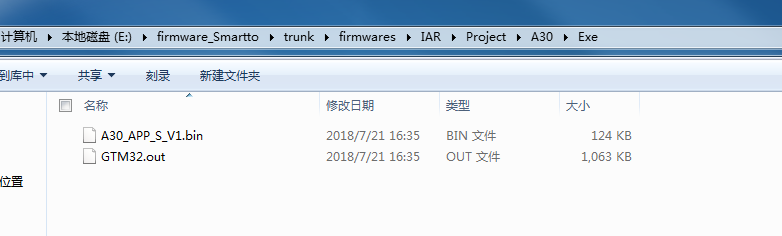 计算机 ▸ 本地磁盘 (E:) ▸ firmware_Smartto ▸ trunk ▸ firmwares ▸ IAR ▸ Project ▸ A30 ▸ Exe
到库中 共享 刻录 新建文件夹
名称 修改日期 类型 大小
A30_APP_S_V1.bin 2018/7/21 16:35 BIN 文件 124 KB
GTM32.out 2018/7/21 16:35 OUT 文件 1,063 KB
位置